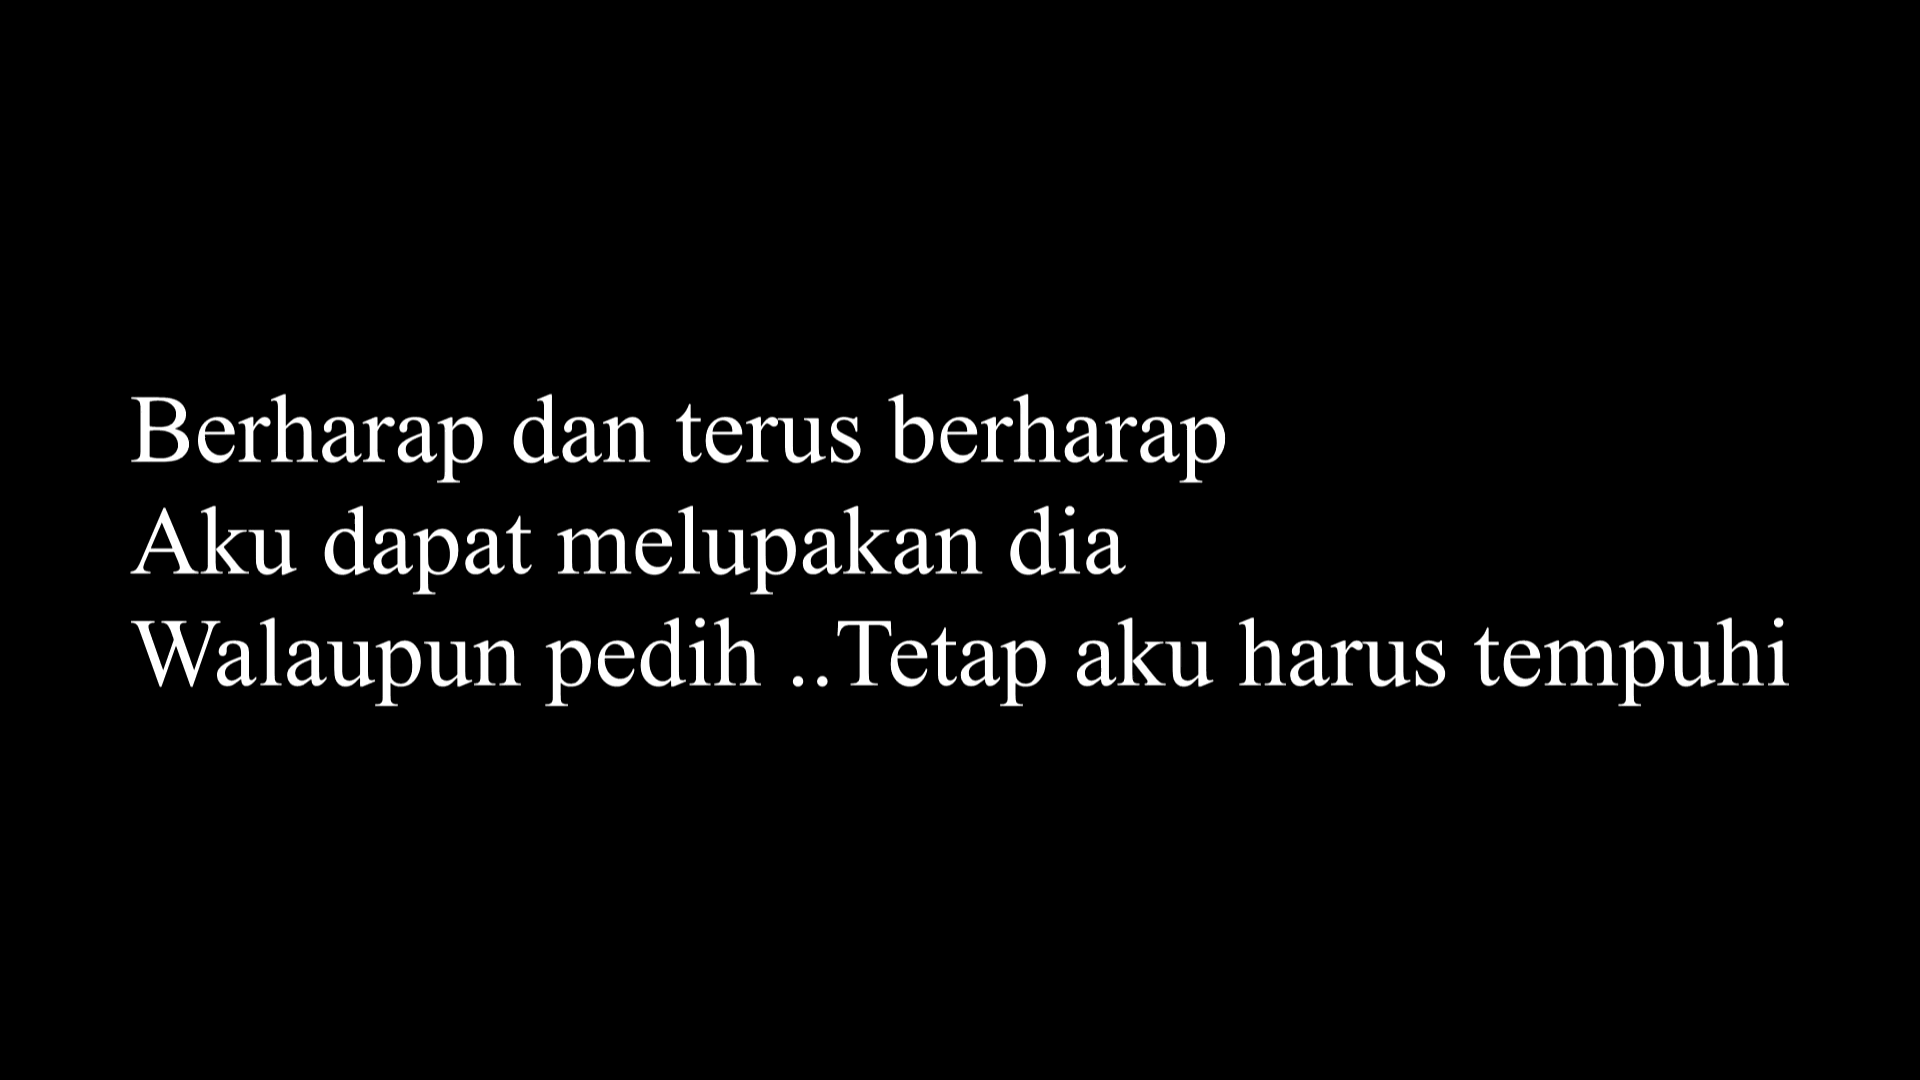 Berharap dan terus berharap
Aku dapat melupakan dia
Walaupun pedih ..Tetap aku harus tempuhi